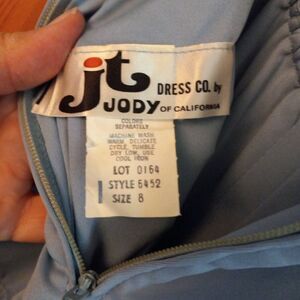 jt DRESS CO. by
JODY OF CALIFORNIA
COLORS
SEPARATELY
MACHINE WASH
WARM, DELICATE
CYCLE, TUMBLE
DRY LOW, USE
COOL IRON
LOT 0164
STYLE 6452
SIZE 8